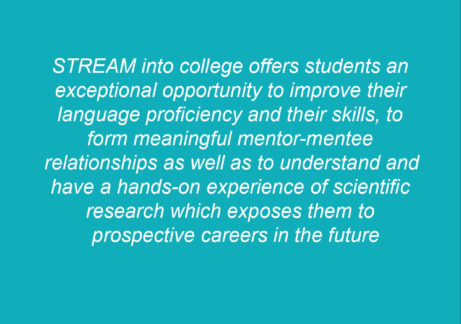 STREAM into college offers students an
exceptional opportunity to improve their
language proficiency and their skills, to
form meaningful mentor-mentee
relationships as well as to understand and
have a hands-on experience of scientific
research which exposes them to
prospective careers in the future